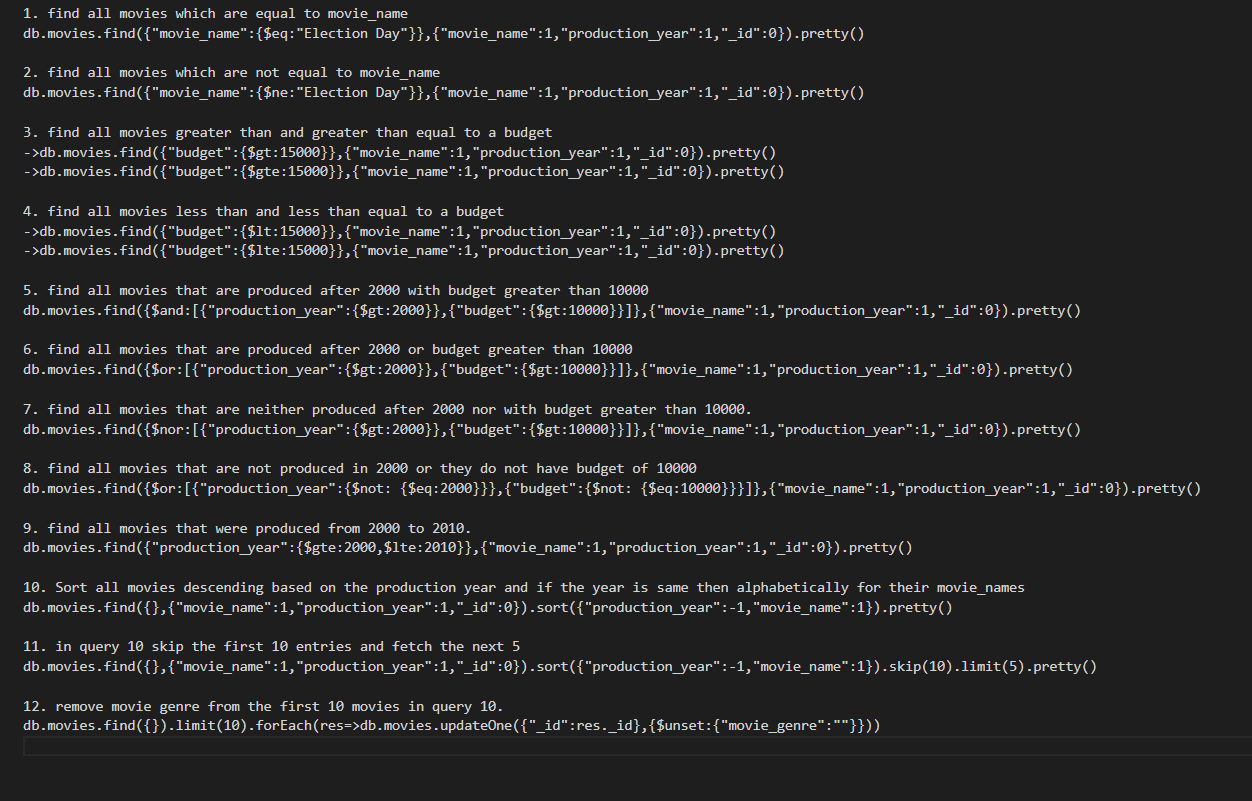 1. find all movies which are equal to movie_name
db.movies.find({"movie_name":{$eq:"Election Day"}},{"movie_name":1,"production_year":1,"_id":0}).pretty()
2. find all movies which are not equal to movie_name
db.movies.find({"movie_name":{$ne:"Election Day"}},{"movie_name":1,"production_year":1,"_id":0}).pretty()
3. find all movies greater than and greater than equal to a budget
->db.movies.find({"budget":{$gt:15000}},{"movie_name":1,"production_year":1,"_id":0}).pretty()
->db.movies.find({"budget":{$gte:15000}},{"movie_name":1,"production_year":1,"_id":0}).pretty()
4. find all movies less than and less than equal to a budget
->db.movies.find({"budget":{$lt:15000}},{"movie_name":1,"production_year":1,"_id":0}).pretty()
->db.movies.find({"budget":{$lte:15000}},{"movie_name":1,"production_year":1,"_id":0}).pretty()
5. find all movies that are produced after 2000 with budget greater than 10000
db.movies.find({$and:[{"production_year":{$gt:2000}},{"budget":{$gt:10000}}]},{"movie_name":1,"production_year":1,"_id":0}).pretty()
6. find all movies that are produced after 2000 or budget greater than 10000
db.movies.find({$or:[{"production_year":{$gt:2000}},{"budget":{$gt:10000}}]},{"movie_name":1,"production_year":1,"_id":0}).pretty()
7. find all movies that are neither produced after 2000 nor with budget greater than 10000.
db.movies.find({$nor:[{"production_year":{$gt:2000}},{"budget":{$gt:10000}}]},{"movie_name":1,"production_year":1,"_id":0}).pretty()
8. find all movies that are not produced in 2000 or they do not have budget of 10000
db.movies.find({$or:[{"production_year":{$not: {$eq:2000}}},{"budget":{$not: {$eq:10000}}}]},{"movie_name":1,"production_year":1,"_id":0}).pretty()
9. find all movies that were produced from 2000 to 2010.
db.movies.find({"production_year":{$gte:2000,$lte:2010}},{"movie_name":1,"production_year":1,"_id":0}).pretty()
10. Sort all movies descending based on the production year and if the year is same then alphabetically for their movie_names
db.movies.find({},{"movie_name":1,"production_year":1,"_id":0}).sort({"production_year":-1,"movie_name":1}).pretty()
11. in query 10 skip the first 10 entries and fetch the next 5
db.movies.find({},{"movie_name":1,"production_year":1,"_id":0}).sort({"production_year":-1,"movie_name":1}).skip(10).limit(5).pretty()
12. remove movie genre from the first 10 movies in query 10.
db.movies.find({}).limit(10).forEach(res=>db.movies.updateOne({"_id":res._id},{$unset:{"movie_genre":""}}))